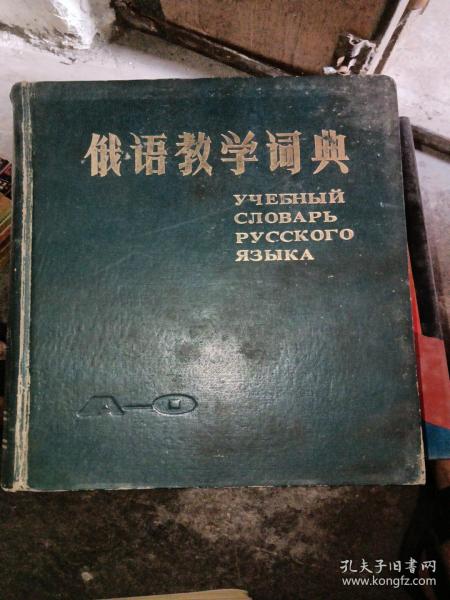 俄语教学词典
УЧЕБНЫЙ
СЛОВАРЬ
РУССКОГО
ЯЗЫКА
А-О
孔夫子旧书网
www.kongfz.com